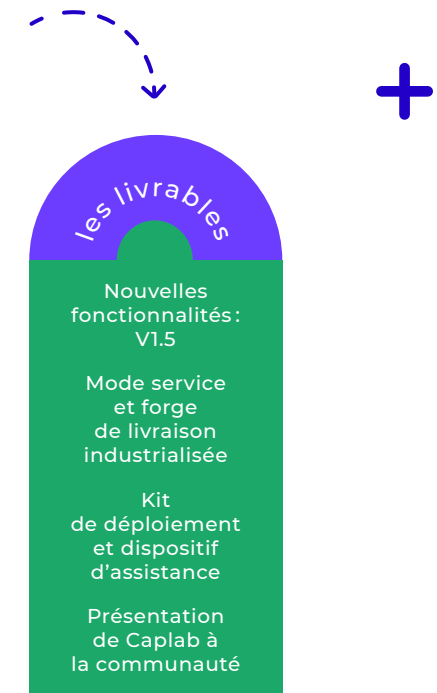 les livrables
Nouvelles
fonctionnalités :
V1.5
Mode service
et forge
de livraison
industrialisée
Kit
de déploiement
et dispositif
d’assistance
Présentation
de Caplab à
la communauté